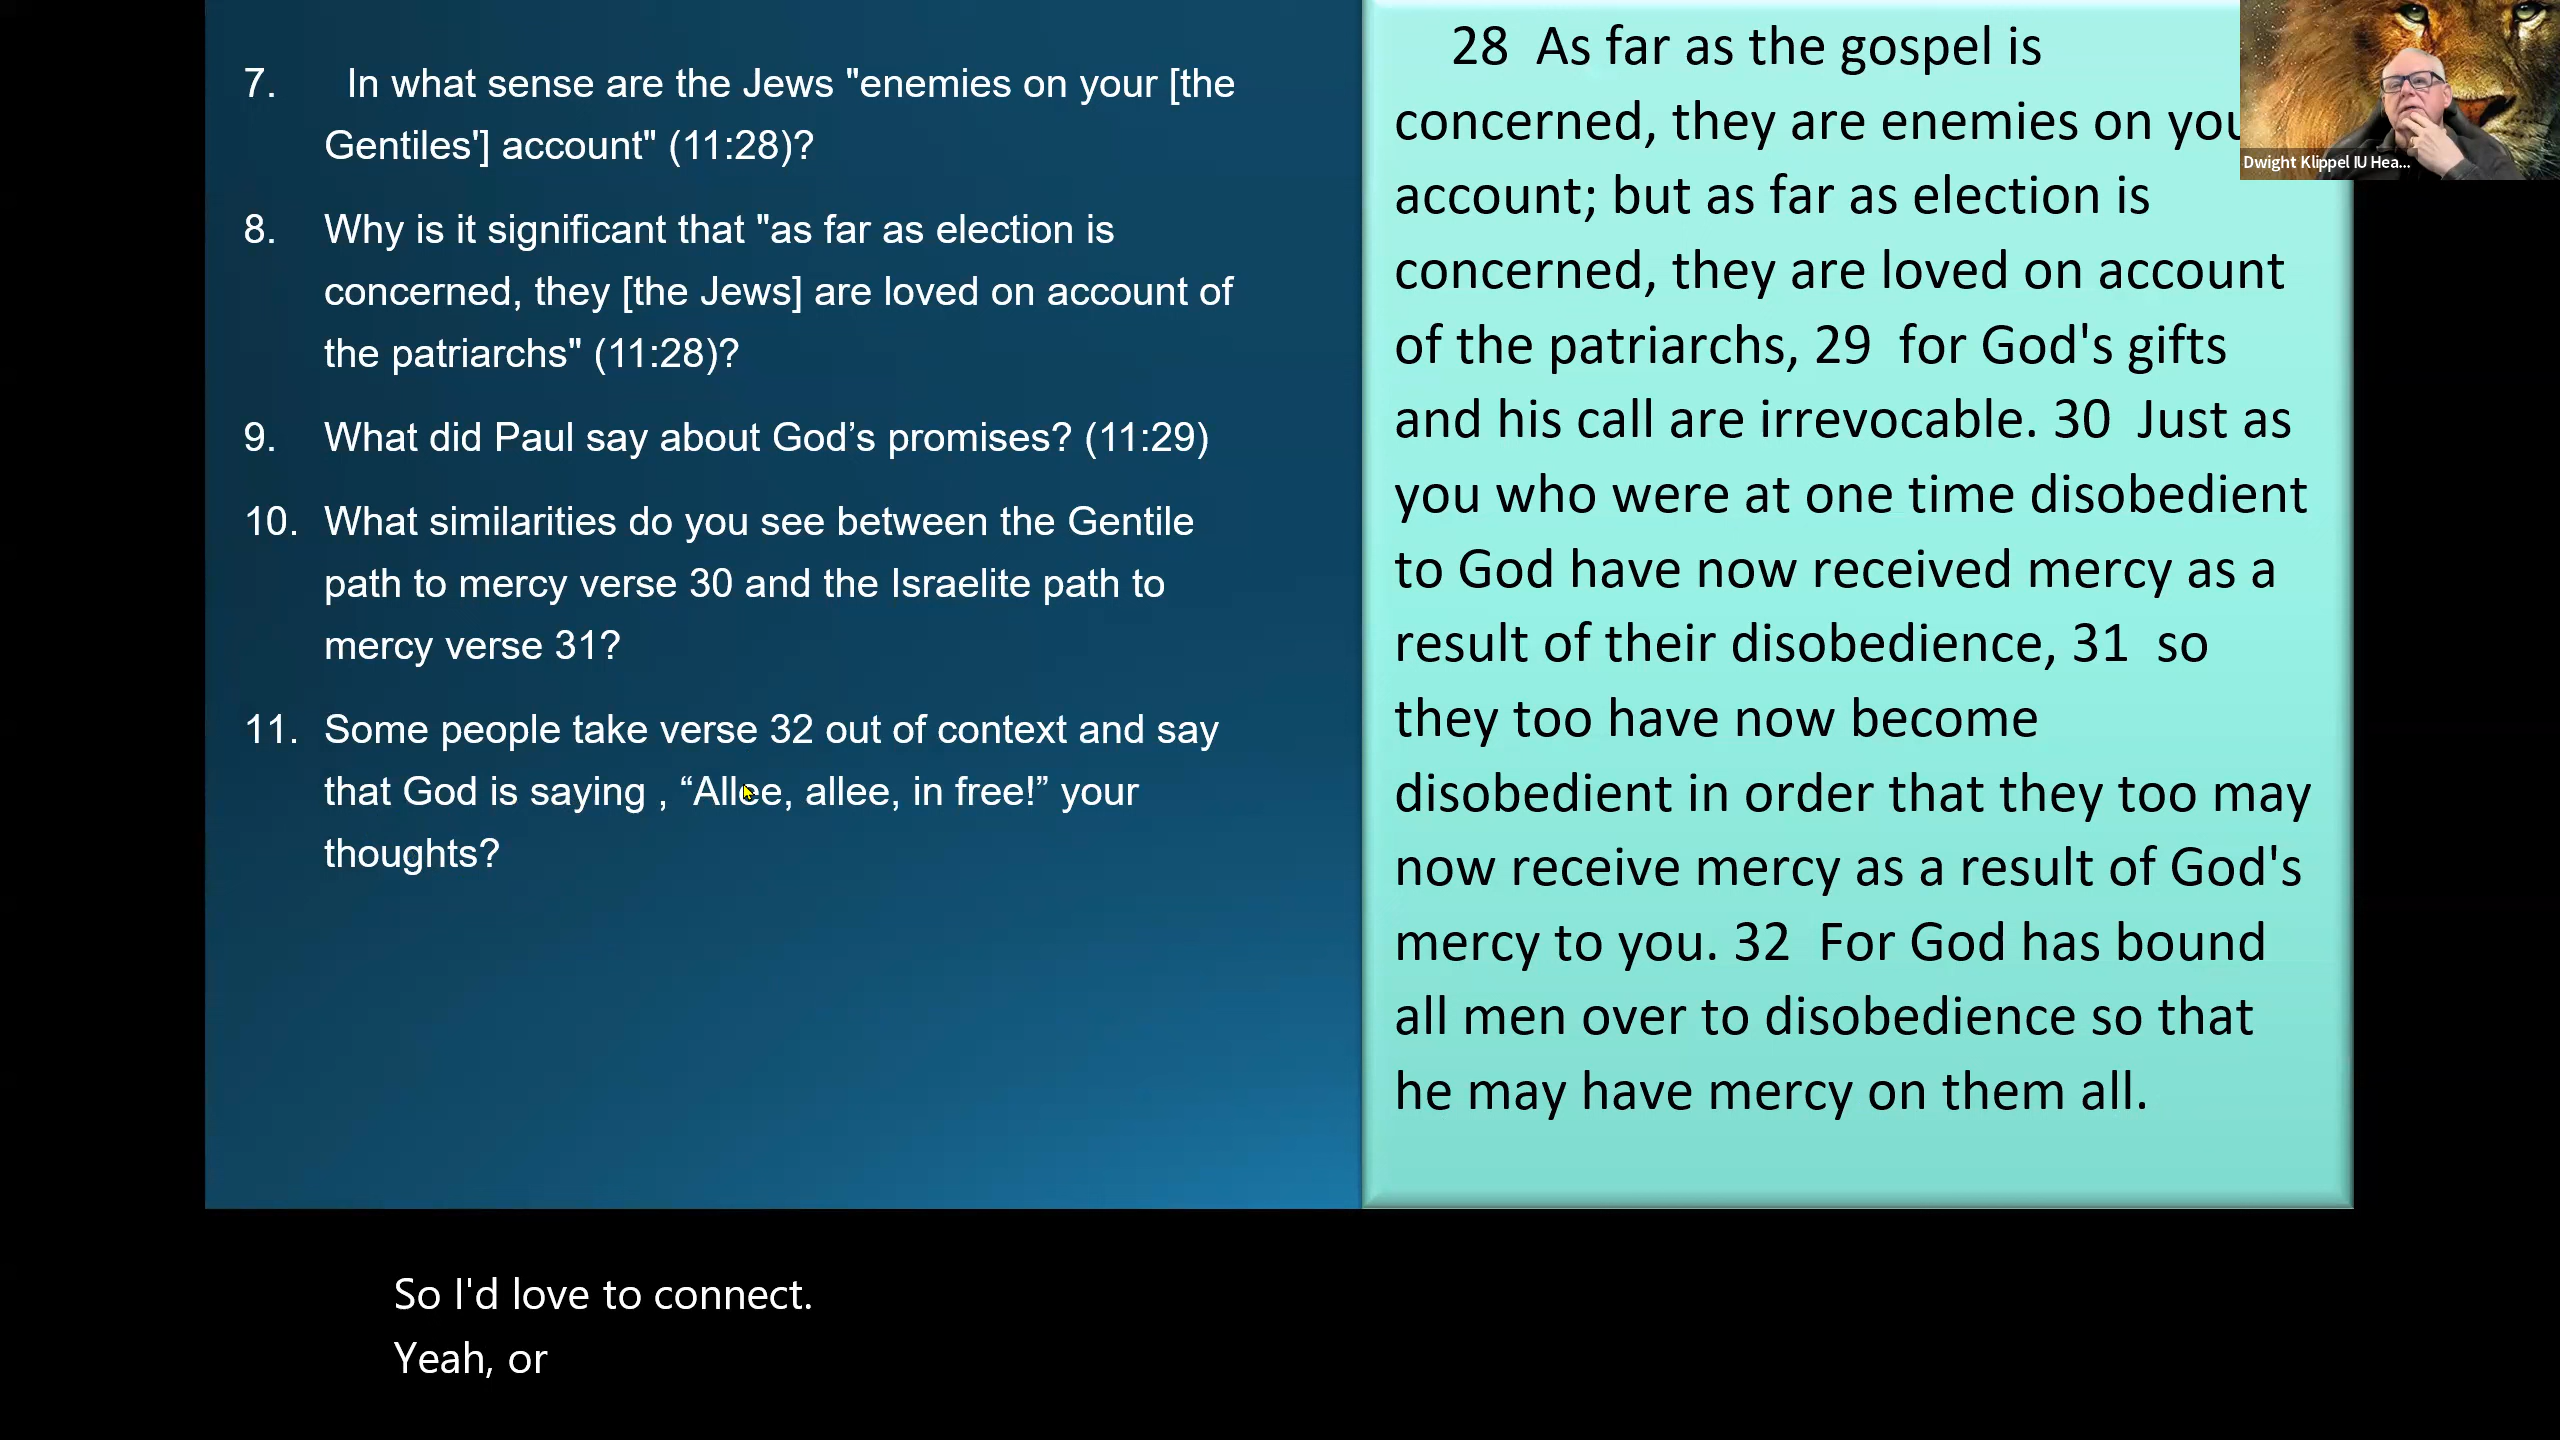 7. In what sense are the Jews "enemies on your [the
Gentiles'] account" (11:28)?
8. Why is it significant that "as far as election is
concerned, they [the Jews] are loved on account of
the patriarchs" (11:28)?
9. What did Paul say about God’s promises? (11:29)
10. What similarities do you see between the Gentile
path to mercy verse 30 and the Israelite path to
mercy verse 31?
11. Some people take verse 32 out of context and say
that God is saying , “Allee, allee, in free!” your
thoughts?
28 As far as the gospel is
concerned, they are enemies on you
account; but as far as election is
concerned, they are loved on account
of the patriarchs, 29 for God's gifts
and his call are irrevocable. 30 Just as
you who were at one time disobedient
to God have now received mercy as a
result of their disobedience, 31 so
they too have now become
disobedient in order that they too may
now receive mercy as a result of God's
mercy to you. 32 For God has bound
all men over to disobedience so that
he may have mercy on them all.
Dwight Klippel IU Hea...
So I'd love to connect.
Yeah, or